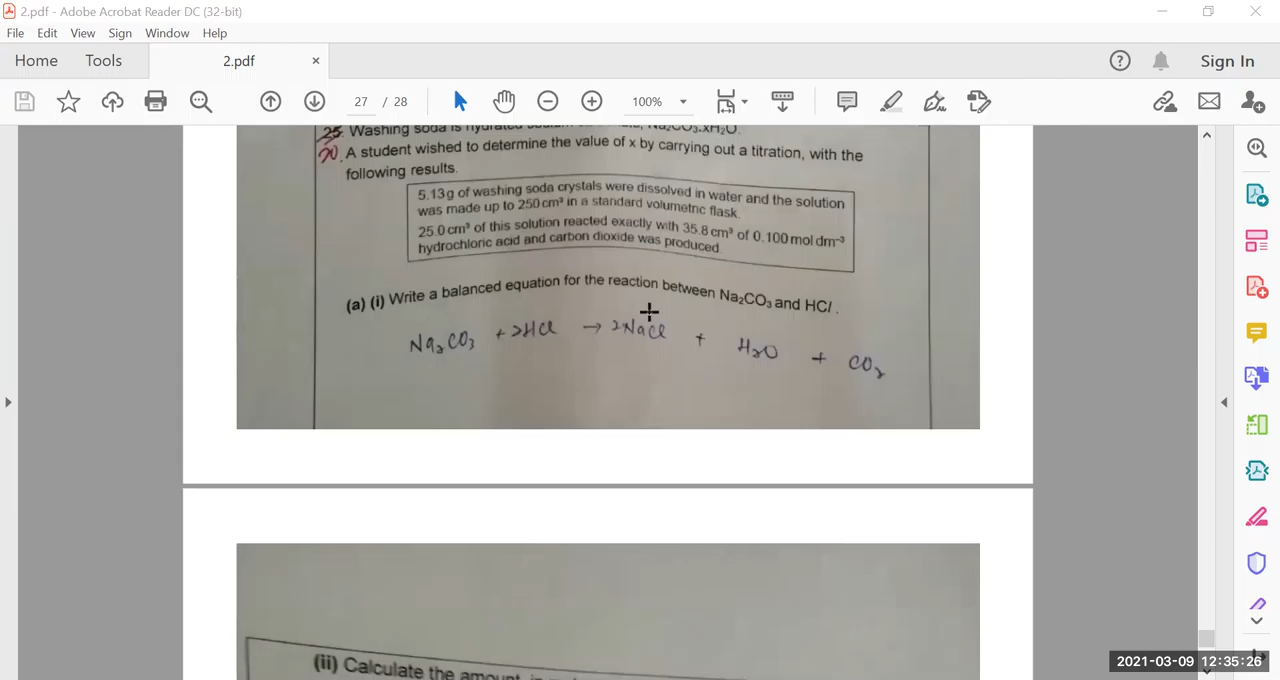 2.pdf - Adobe Acrobat Reader DC (32-bit)
File Edit View Sign Window Help
Home Tools 2.pdf × Sign In
27 / 28 100%
25. Washing soda is hydrated sodium Na₂CO₃.xH₂O.
20. A student wished to determine the value of x by carrying out a titration, with the
following results.
5.13g of washing soda crystals were dissolved in water and the solution
was made up to 250 cm³ in a standard volumetric flask.
25.0 cm³ of this solution reacted exactly with 35.8 cm³ of 0.100 mol dm⁻³
hydrochloric acid and carbon dioxide was produced
(a) (i) Write a balanced equation for the reaction between Na₂CO₃ and HCl.
Na₂CO₃ + 2HCl → 2NaCl + H₂O + CO₂
(ii) Calculate the amount, in
2021-03-09 12:35:26